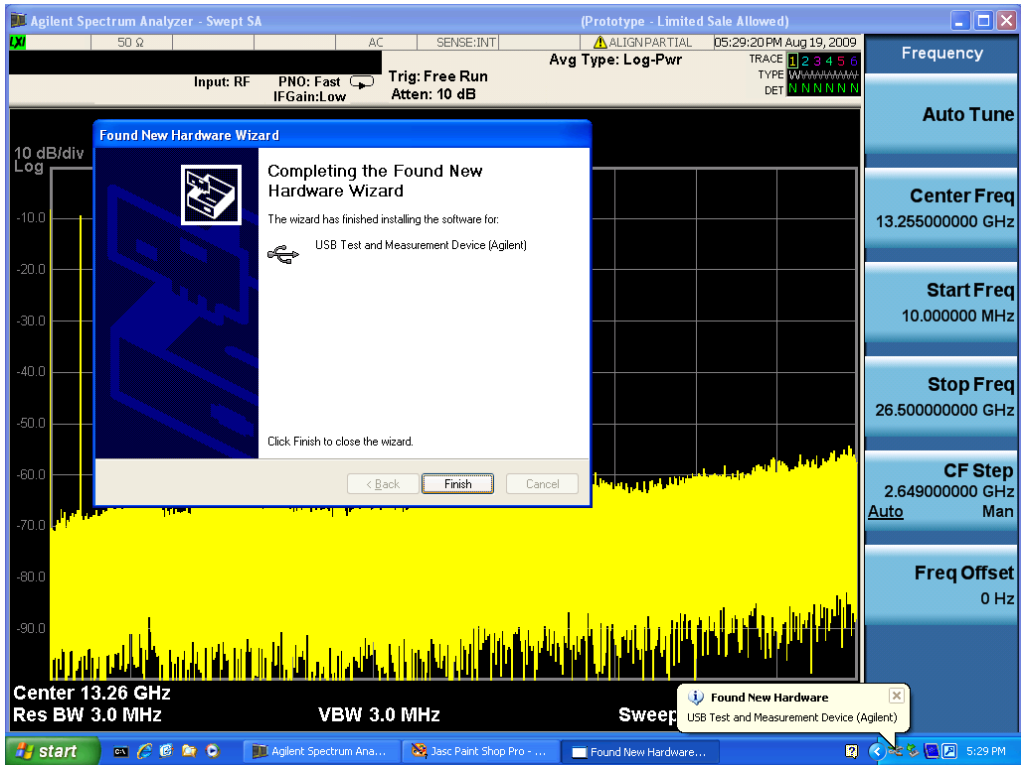 Agilent Spectrum Analyzer - Swept SA (Prototype - Limited Sale Allowed)
LXI 50 Ω AC SENSE:INT ALIGN PARTIAL 05:29:20 PM Aug 19, 2009
Input: RF PNO: Fast Trig: Free Run Avg Type: Log-Pwr TRACE 1 2 3 4 5 6
IFGain:Low Atten: 10 dB TYPE
DET N N N N N N
10 dB/div
Log
-10.0
-20.0
-30.0
-40.0
-50.0
-60.0
-70.0
-80.0
-90.0
Found New Hardware Wizard
Completing the Found New
Hardware Wizard
The wizard has finished installing the software for:
USB Test and Measurement Device (Agilent)
Click Finish to close the wizard.
< Back Finish Cancel
Center 13.26 GHz
Res BW 3.0 MHz VBW 3.0 MHz Sweep
Frequency
Auto Tune
Center Freq
13.255000000 GHz
Start Freq
10.000000 MHz
Stop Freq
26.500000000 GHz
CF Step
2.649000000 GHz
Auto Man
Freq Offset
0 Hz
Found New Hardware
USB Test and Measurement Device (Agilent)
start Agilent Spectrum Ana... Jasc Paint Shop Pro - ... Found New Hardware... 5:29 PM